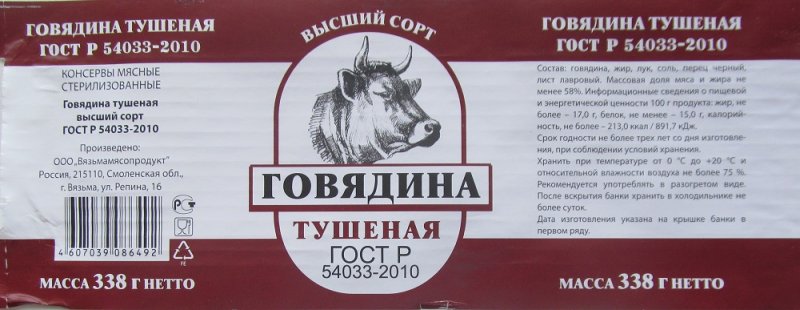 ГОВЯДИНА ТУШЕНАЯ
ГОСТ Р 54033-2010
КОНСЕРВЫ МЯСНЫЕ
СТЕРИЛИЗОВАННЫЕ
Говядина тушеная
высший сорт
ГОСТ Р 54033-2010
Произведено:
ООО„Вязьмамясопродукт"
Россия, 215110, Смоленская обл.,
г. Вязьма, ул. Репина, 16
4 607039 086492
РСТ
FE
МАССА 338 Г НЕТТО
ВЫСШИЙ СОРТ
ГОВЯДИНА
ТУШЕНАЯ
ГОСТ Р
54033-2010
ГОВЯДИНА ТУШЕНАЯ
ГОСТ Р 54033-2010
Состав: говядина, жир, лук, соль, перец черный,
лист лавровый. Массовая доля мяса и жира не
менее 58%. Информационные сведения о пищевой
и энергетической ценности 100 г продукта: жир, не
более – 17,0 г, белок, не менее – 15,0 г, калорий-
ность, не более – 213,0 ккал / 891,7 кДж.
Срок годности не более трех лет со дня изготовле-
ния, при соблюдении условий хранения.
Хранить при температуре от 0 °С до +20 °С и
относительной влажности воздуха не более 75 %.
Рекомендуется употреблять в разогретом виде.
После вскрытия банки хранить в холодильнике не
более суток.
Дата изготовления указана на крышке банки в
первом ряду.
МАССА 338 Г НЕТТО